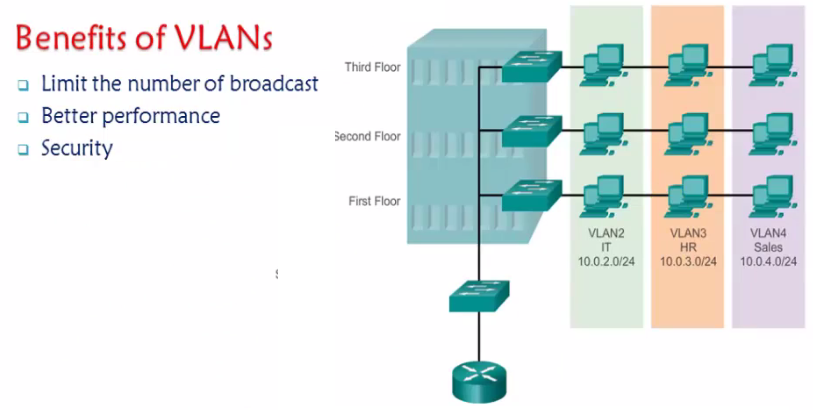 Benefits of VLANs
Limit the number of broadcast
Better performance
Security
Third Floor
Second Floor
First Floor
VLAN2
IT
10.0.2.0/24
VLAN3
HR
10.0.3.0/24
VLAN4
Sales
10.0.4.0/24